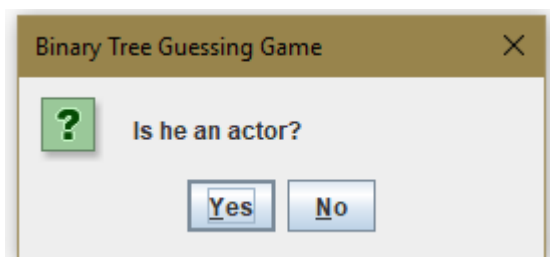 Binary Tree Guessing Game
? Is he an actor?
Yes No